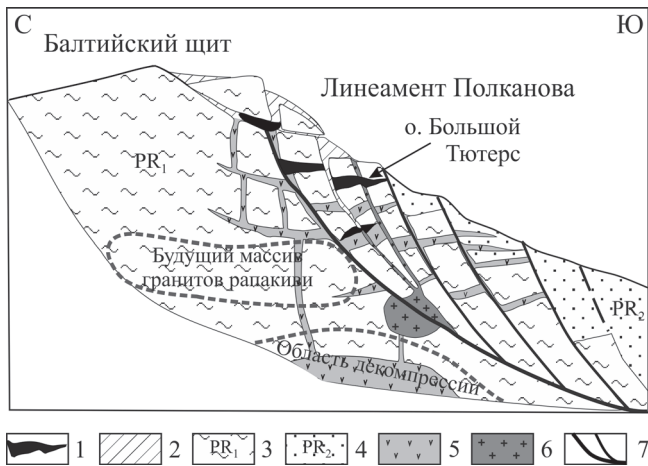 С Ю
Балтийский щит
Линеамент Полканова
о. Большой
Тютерс
PR₁
Будущий массив
гранитов рапакиви
PR₂
Область декомпрессии
1 2 PR₁ 3 PR₂ 4 5 6 7